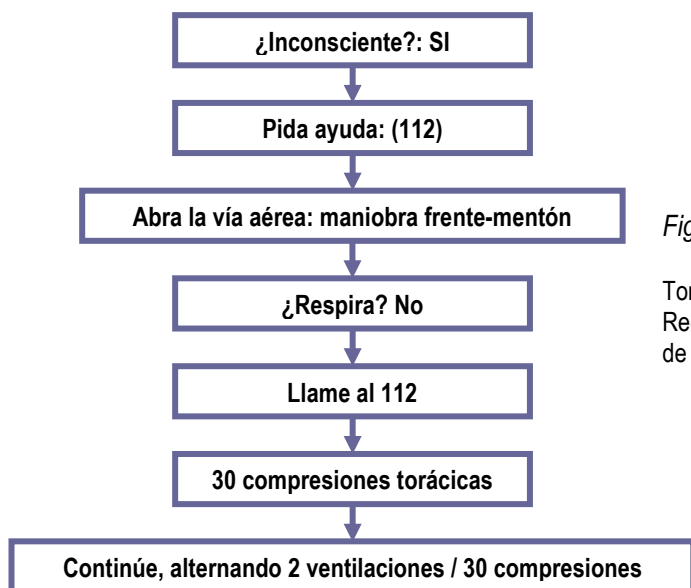 ¿Inconsciente?: SI
Pida ayuda: (112)
Abra la vía aérea: maniobra frente-mentón
¿Respira? No
Llame al 112
30 compresiones torácicas
Continúe, alternando 2 ventilaciones / 30 compresiones
de